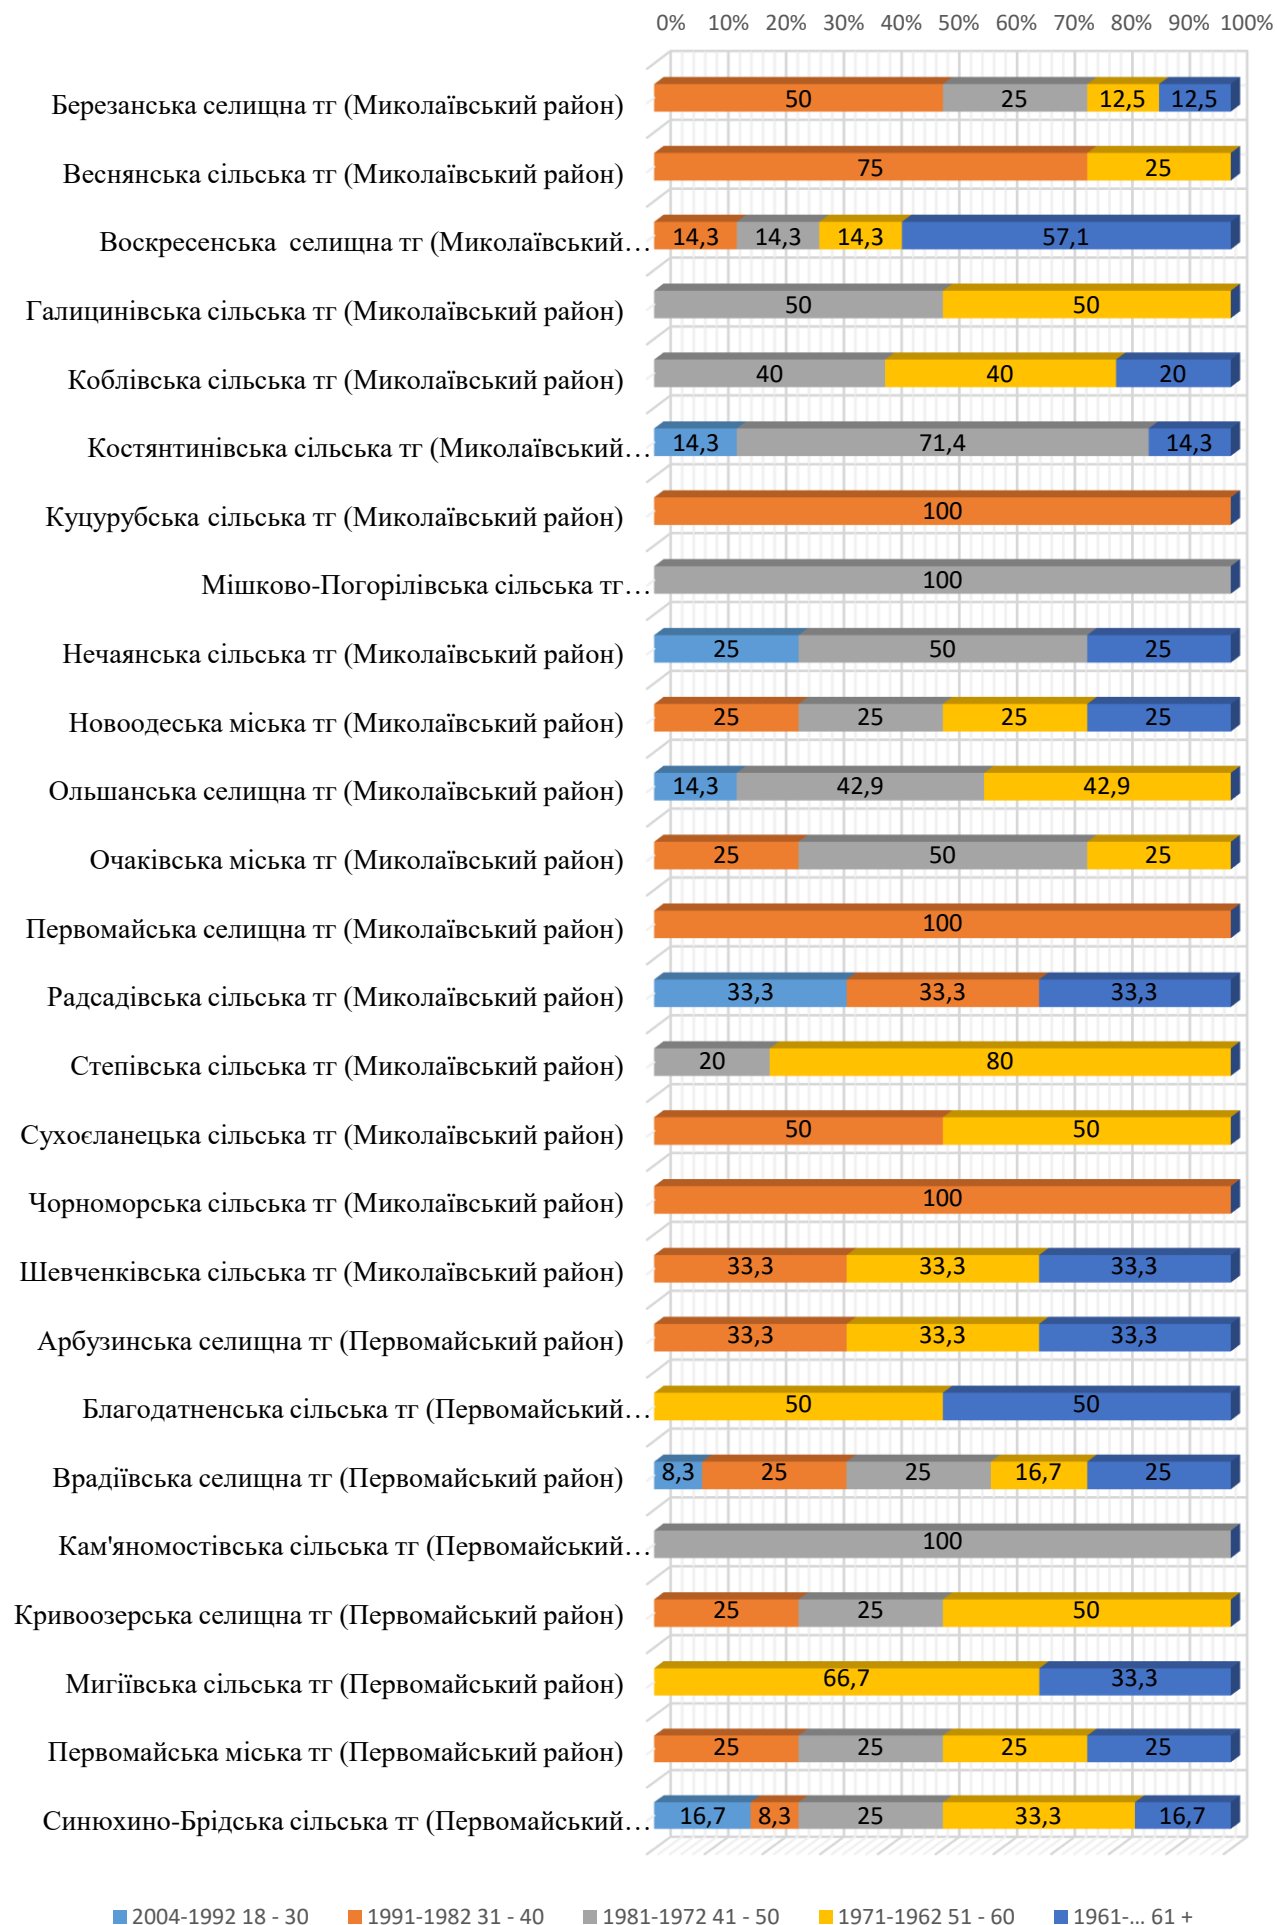 0% 10% 20% 30% 40% 50% 60% 70% 80% 90% 100%
Березанська селищна тг (Миколаївський район) 50 25 12,5 12,5
Веснянська сільська тг (Миколаївський район) 75 25
Воскресенська селищна тг (Миколаївський… 14,3 14,3 14,3 57,1
Галицинівська сільська тг (Миколаївський район) 50 50
Коблівська сільська тг (Миколаївський район) 40 40 20
Костянтинівська сільська тг (Миколаївський… 14,3 71,4 14,3
Куцурубська сільська тг (Миколаївський район) 100
Мішково-Погорілівська сільська тг… 100
Нечаянська сільська тг (Миколаївський район) 25 50 25
Новоодеська міська тг (Миколаївський район) 25 25 25 25
Ольшанська селищна тг (Миколаївський район) 14,3 42,9 42,9
Очаківська міська тг (Миколаївський район) 25 50 25
Первомайська селищна тг (Миколаївський район) 100
Радсадівська сільська тг (Миколаївський район) 33,3 33,3 33,3
Степівська сільська тг (Миколаївський район) 20 80
Сухоєланецька сільська тг (Миколаївський район) 50 50
Чорноморська сільська тг (Миколаївський район) 100
Шевченківська сільська тг (Миколаївський район) 33,3 33,3 33,3
Арбузинська селищна тг (Первомайський район) 33,3 33,3 33,3
Благодатненська сільська тг (Первомайський… 50 50
Врадіївська селищна тг (Первомайський район) 8,3 25 25 16,7 25
Кам'яномостівська сільська тг (Первомайський… 100
Кривоозерська селищна тг (Первомайський район) 25 25 50
Мигіївська сільська тг (Первомайський район) 66,7 33,3
Первомайська міська тг (Первомайський район) 25 25 25 25
Синюхино-Брідська сільська тг (Первомайський… 16,7 8,3 25 33,3 16,7
2004-1992 18 - 30 1991-1982 31 - 40 1981-1972 41 - 50 1971-1962 51 - 60 1961-... 61 +